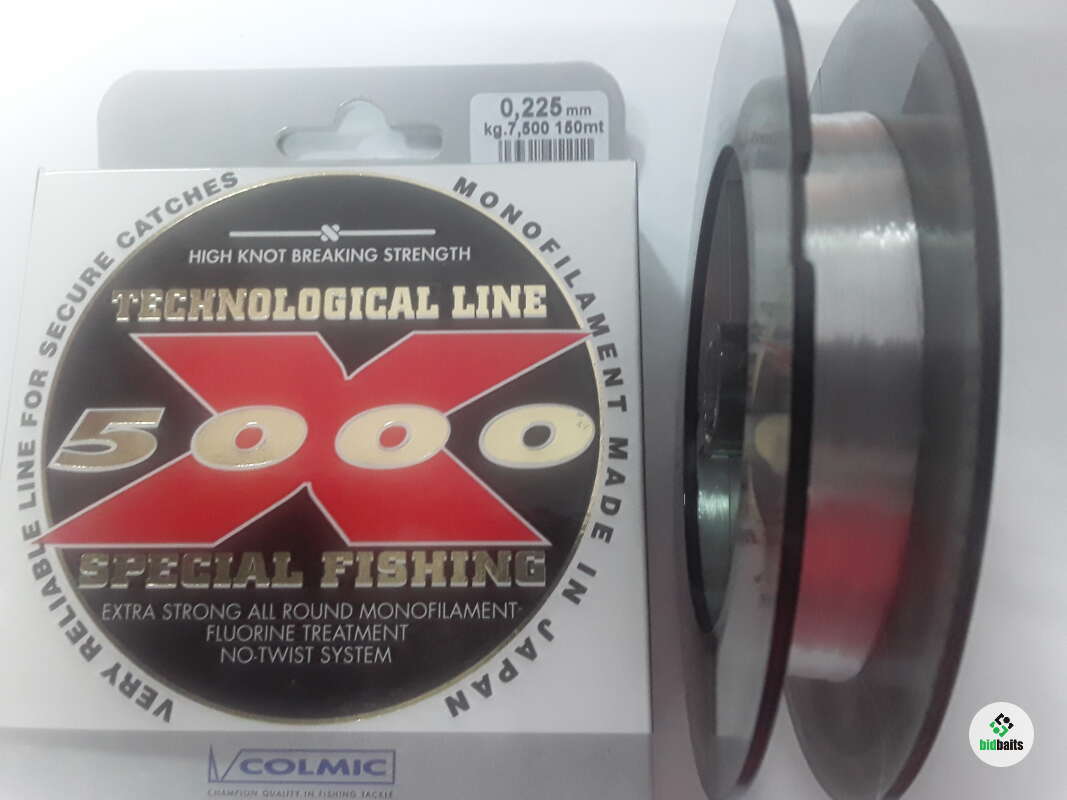 0,225 mm
kg.7,500 150mt
VERY RELIABLE LINE FOR SECURE CATCHES
MONOFILAMENT MADE IN JAPAN
HIGH KNOT BREAKING STRENGTH
TECHNOLOGICAL LINE
X
5000
SPECIAL FISHING
EXTRA STRONG ALL ROUND MONOFILAMENT
FLUORINE TREATMENT
NO-TWIST SYSTEM
COLMIC
CHAMPION QUALITY IN FISHING TACKLE
bidbaits